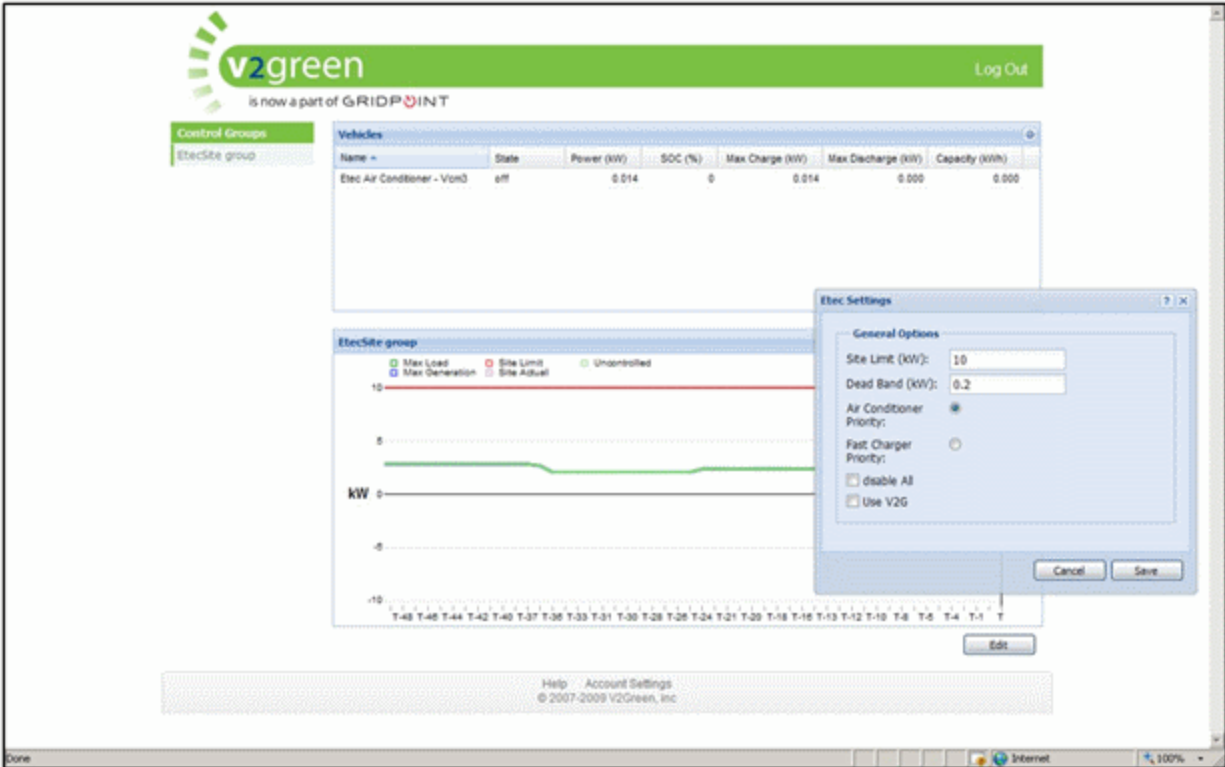 v2green
Log Out
is now a part of GRIDPOINT
Control Groups
EtecSite group
Vehicles
Name State Power (kW) SOC (%) Max Charge (kW) Max Discharge (kW) Capacity (kWh)
Etec Air Conditioner - Vcm3 off 0.014 0 0.014 0.000 0.000
EtecSite group
Max Load Site Limit Uncontrolled
Max Generation Site Actual
10
5
kW 0
-5
-10
T-48 T-46 T-44 T-42 T-40 T-37 T-35 T-33 T-31 T-30 T-28 T-26 T-24 T-21 T-20 T-18 T-16 T-13 T-12 T-10 T-8 T-6 T-4 T-1 T
Etec Settings
General Options
Site Limit (kW): 10
Dead Band (kW): 0.2
Air Conditioner
Priority:
Fast Charger
Priority:
disable All
Use V2G
Cancel Save
Edit
Help Account Settings
© 2007-2009 V2Green, Inc
Done Internet 100%